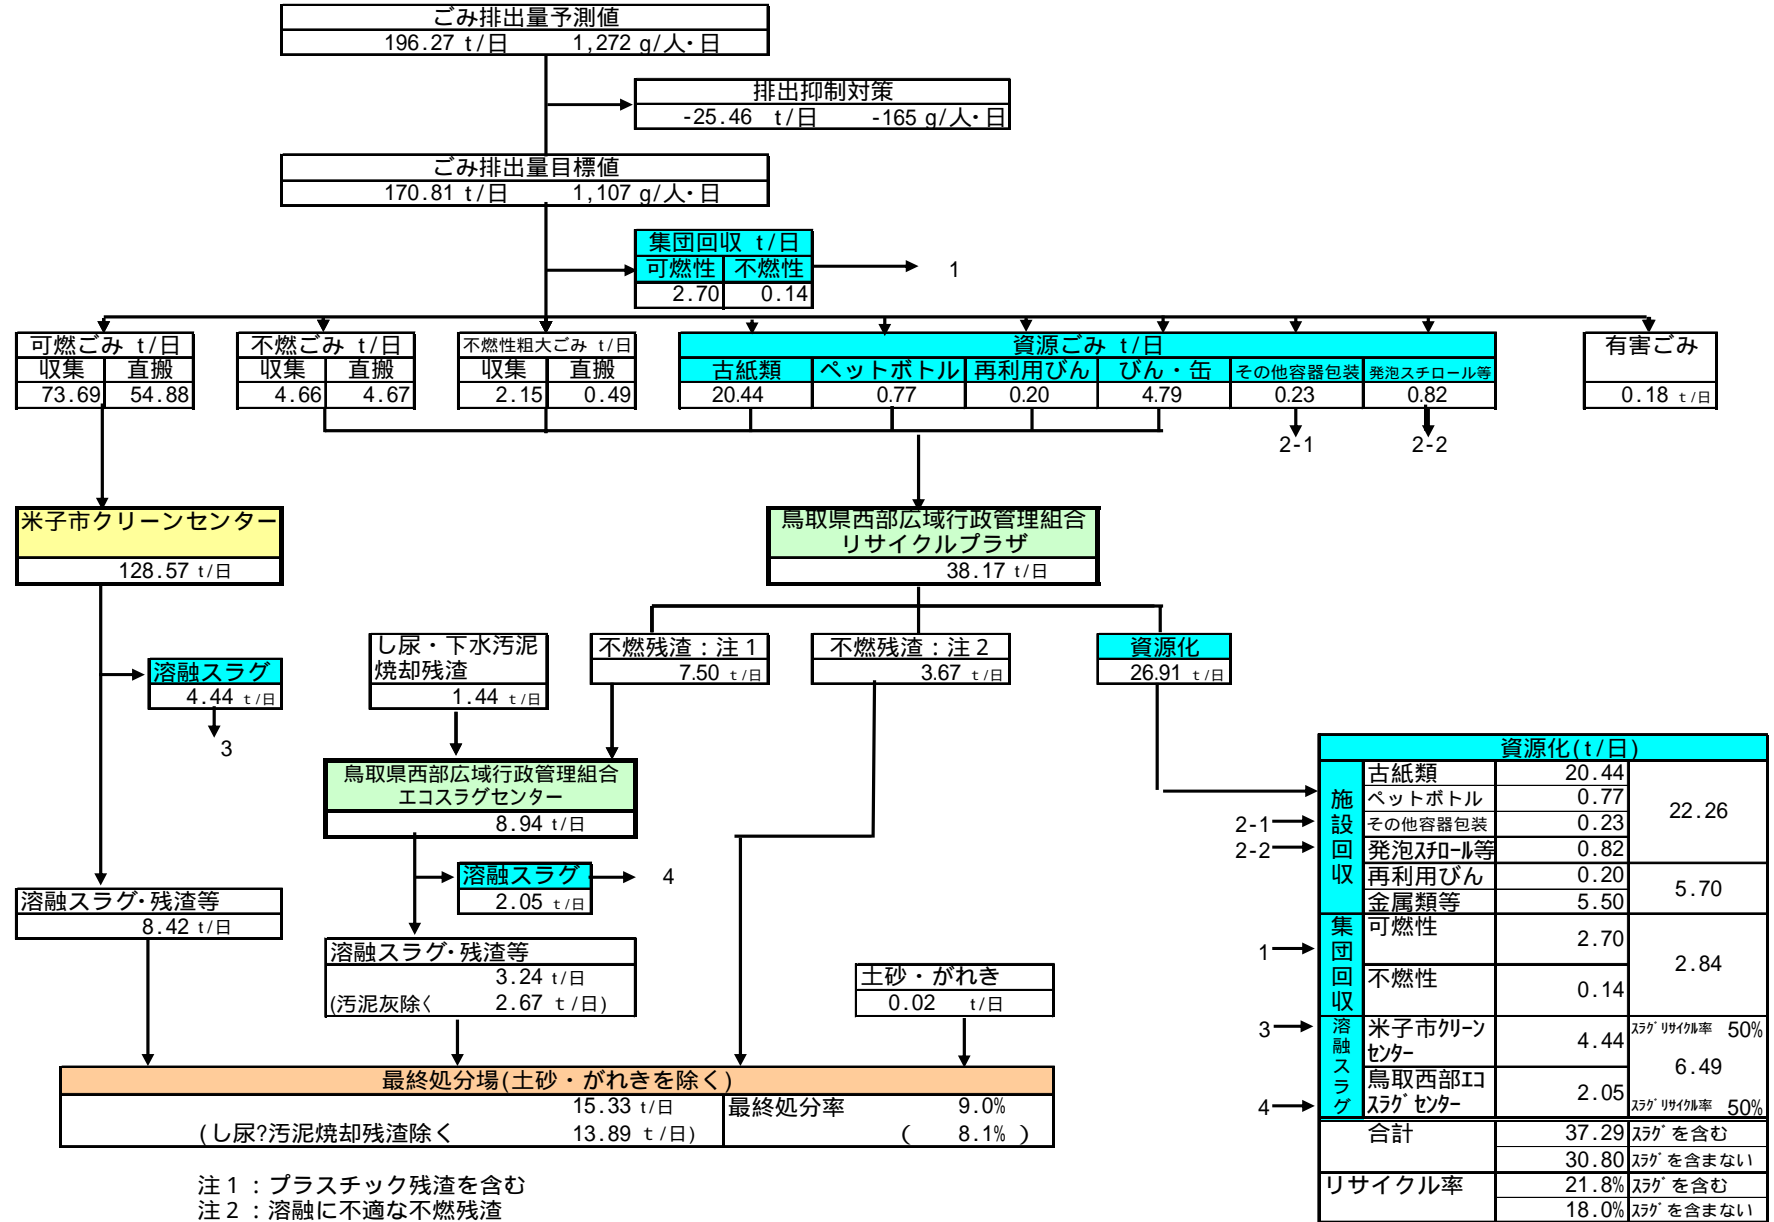 ごみ排出量予測値
196.27 t/日 1,272 g/人・日
排出抑制対策
-25.46 t/日 -165 g/人・日
ごみ排出量目標値
170.81 t/日 1,107 g/人・日
集団回収 t/日
可燃性 不燃性
2.70 0.14
1
可燃ごみ t/日
収集 直搬
73.69 54.88
不燃ごみ t/日
収集 直搬
4.66 4.67
不燃性粗大ごみ t/日
収集 直搬
2.15 0.49
資源ごみ t/日
古紙類 ペットボトル 再利用びん びん・缶 その他容器包装 発泡スチロール等
20.44 0.77 0.20 4.79 0.23 0.82
有害ごみ
0.18 t/日
2-1 2-2
米子市クリーンセンター
128.57 t/日
鳥取県西部広域行政管理組合
リサイクルプラザ
38.17 t/日
溶融スラグ
4.44 t/日
3
し尿・下水汚泥
焼却残渣
1.44 t/日
不燃残渣：注1
7.50 t/日
不燃残渣：注2
3.67 t/日
資源化
26.91 t/日
鳥取県西部広域行政管理組合
エコスラグセンター
8.94 t/日
溶融スラグ
2.05 t/日
4
溶融スラグ・残渣等
8.42 t/日
溶融スラグ・残渣等
3.24 t/日
(汚泥灰除く 2.67 t/日)
土砂・がれき
0.02 t/日
最終処分場(土砂・がれきを除く)
15.33 t/日 最終処分率 9.0%
(し尿?汚泥焼却残渣除く 13.89 t/日) ( 8.1% )
注1：プラスチック残渣を含む
注2：溶融に不適な不燃残渣
資源化(t/日)
施設回収
古紙類 20.44
ペットボトル 0.77
22.26
2-1 その他容器包装 0.23
2-2 発泡スチロール等 0.82
再利用びん 0.20
5.70
金属類等 5.50
集団回収
1 可燃性 2.70
2.84
不燃性 0.14
溶融スラグ
3 米子市クリーンセンター 4.44 スラグリサイクル率 50%
6.49
4 鳥取西部エコスラグセンター 2.05 スラグリサイクル率 50%
合計 37.29 スラグを含む
30.80 スラグを含まない
リサイクル率 21.8% スラグを含む
18.0% スラグを含まない